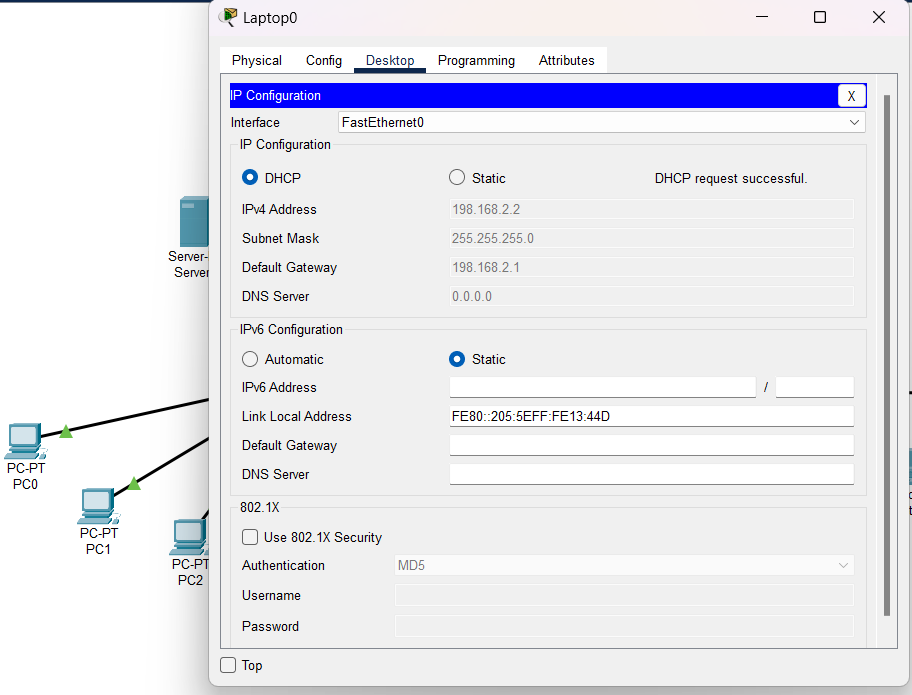 Laptop0
Physical Config Desktop Programming Attributes
IP Configuration X
Interface FastEthernet0
IP Configuration
DHCP Static DHCP request successful.
IPv4 Address 198.168.2.2
Subnet Mask 255.255.255.0
Default Gateway 198.168.2.1
DNS Server 0.0.0.0
IPv6 Configuration
Automatic Static
IPv6 Address /
Link Local Address FE80::205:5EFF:FE13:44D
Default Gateway
DNS Server
802.1X
Use 802.1X Security
Authentication MD5
Username
Password
Top
Server-
Server
PC-PT
PC0
PC-PT
PC1
PC-PT
PC2